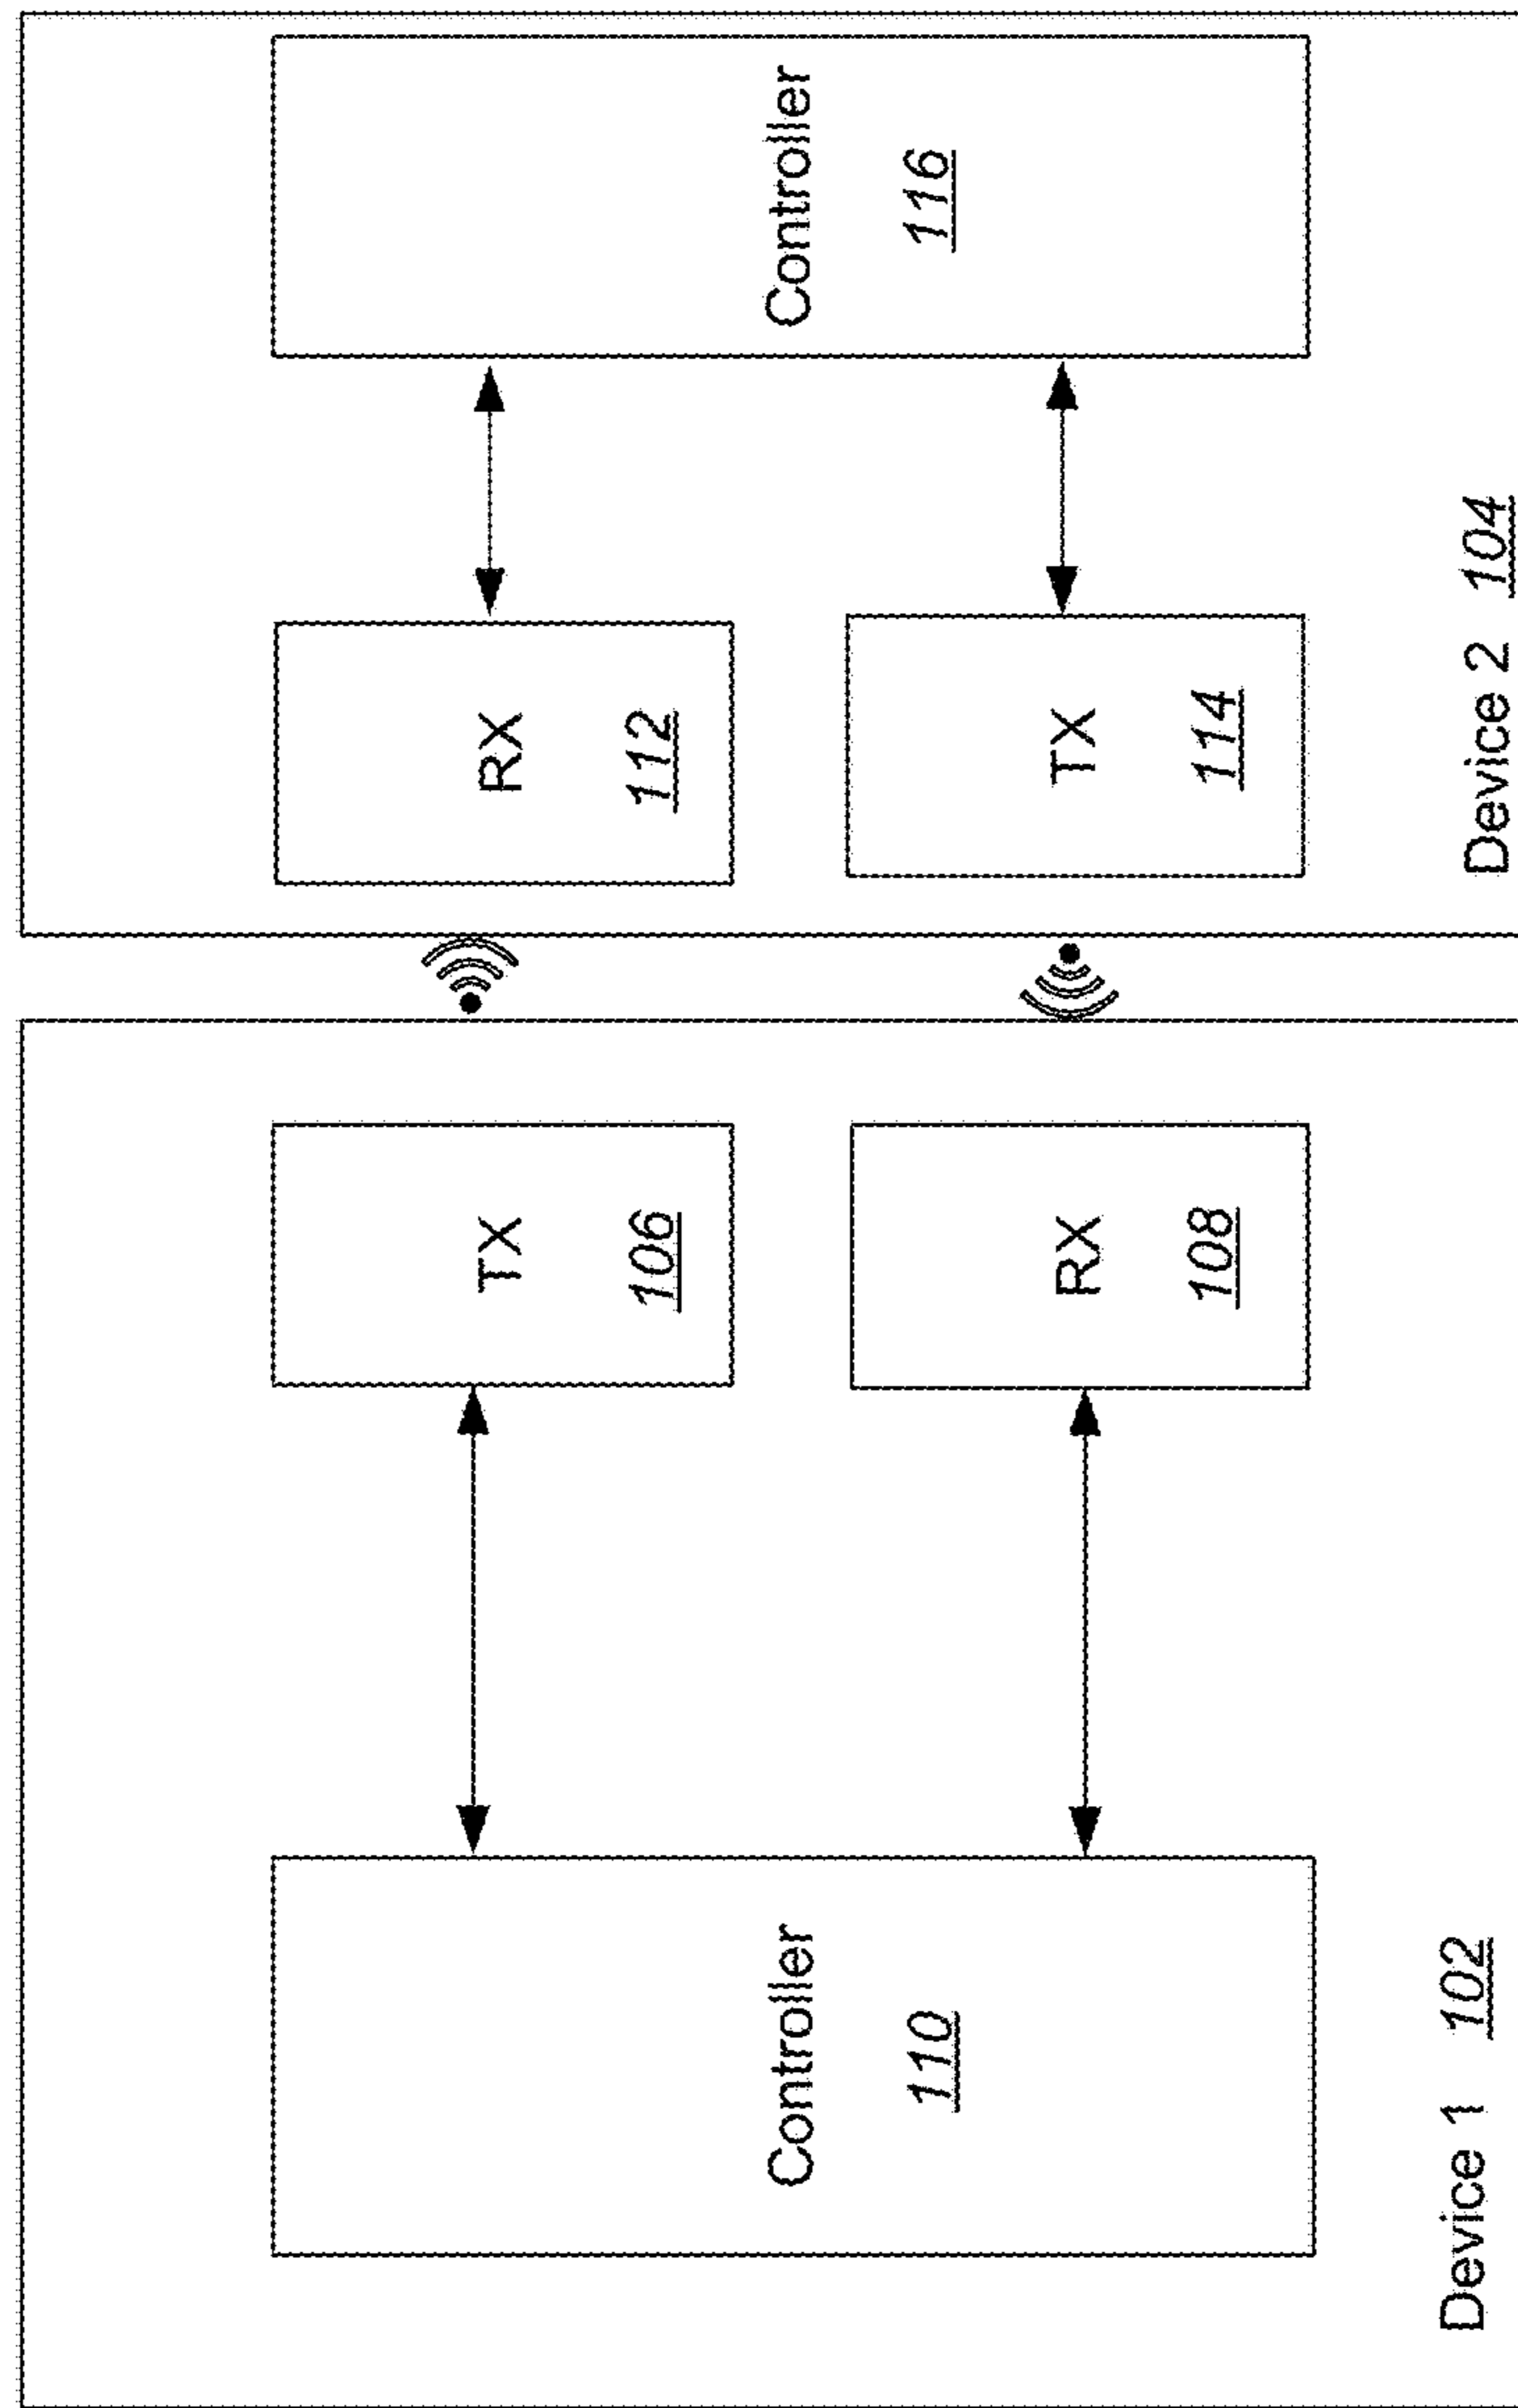 Controller
110
TX
106
RX
108
Device 1 102
RX
112
TX
114
Controller
116
Device 2 104